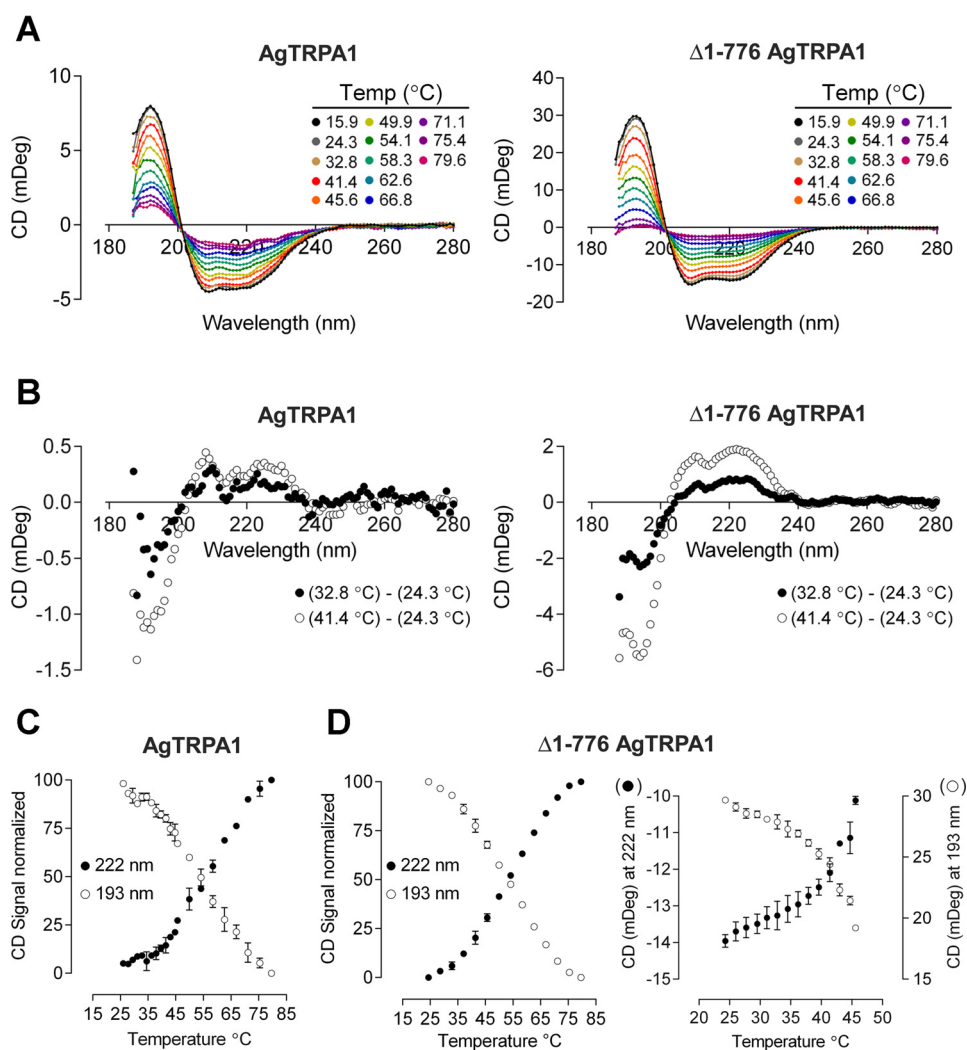 A
AgTRPA1
Δ1-776 AgTRPA1
10
5
0
-5
CD (mDeg)
180 200 220 240 260 280
Wavelength (nm)
Temp (°C)
15.9 49.9 71.1
24.3 54.1 75.4
32.8 58.3 79.6
41.4 62.6
45.6 66.8
40
30
20
10
0
-10
-20
CD (mDeg)
180 200 220 240 260 280
Wavelength (nm)
Temp (°C)
15.9 49.9 71.1
24.3 54.1 75.4
32.8 58.3 79.6
41.4 62.6
45.6 66.8
B
AgTRPA1
Δ1-776 AgTRPA1
0.5
0.0
-0.5
-1.0
-1.5
CD (mDeg)
180 200 220 240 260 280
Wavelength (nm)
(32.8 °C) - (24.3 °C)
(41.4 °C) - (24.3 °C)
2
0
-2
-4
-6
CD (mDeg)
180 200 220 240 260 280
Wavelength (nm)
(32.8 °C) - (24.3 °C)
(41.4 °C) - (24.3 °C)
C
AgTRPA1
100
75
50
25
0
CD Signal normalized
222 nm
193 nm
15 25 35 45 55 65 75 85
Temperature °C
D
Δ1-776 AgTRPA1
100
75
50
25
0
CD Signal normalized
222 nm
193 nm
15 25 35 45 55 65 75 85
Temperature °C
-10
-11
-12
-13
-14
-15
CD (mDeg) at 222 nm (●)
30
25
20
15
CD (mDeg) at 193 nm (○)
15 20 25 30 35 40 45 50
Temperature °C